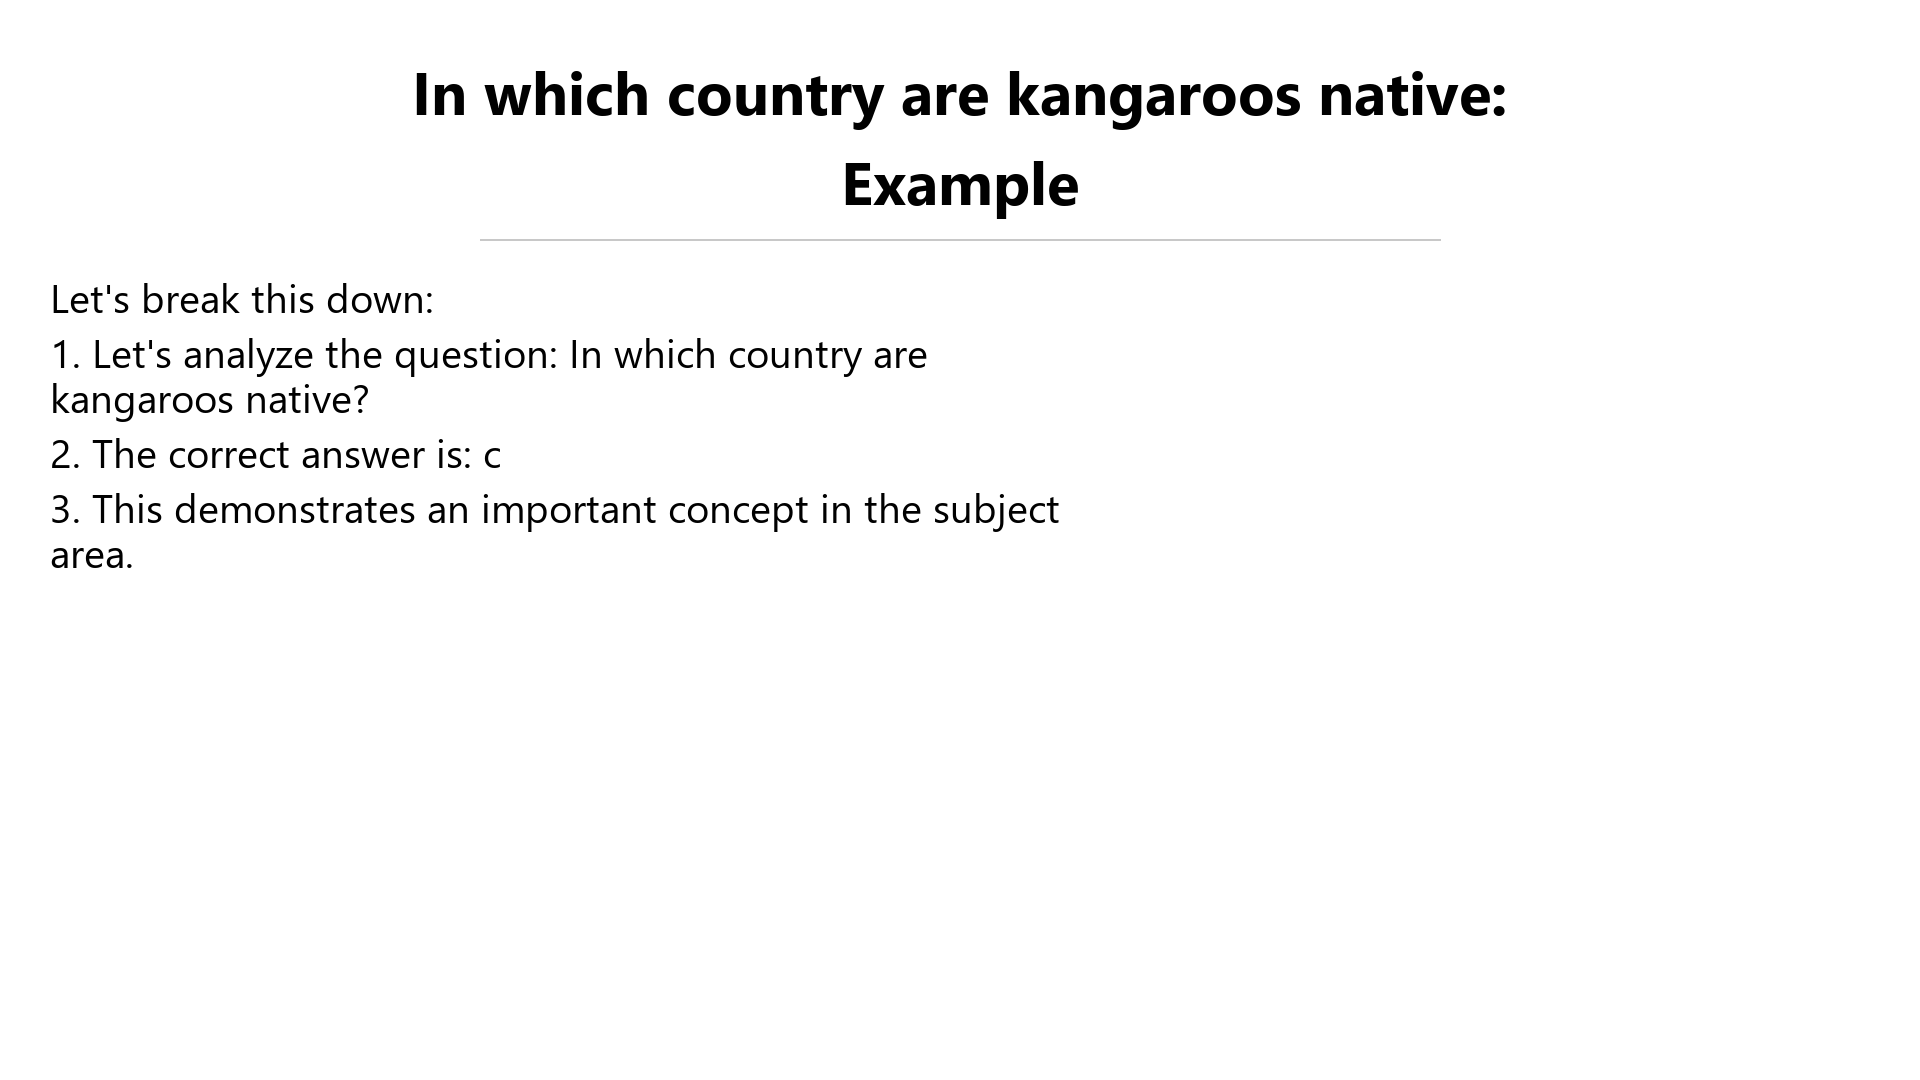 In which country are kangaroos native:
Example
Let's break this down:
1. Let's analyze the question: In which country are
kangaroos native?
2. The correct answer is: c
3. This demonstrates an important concept in the subject
area.